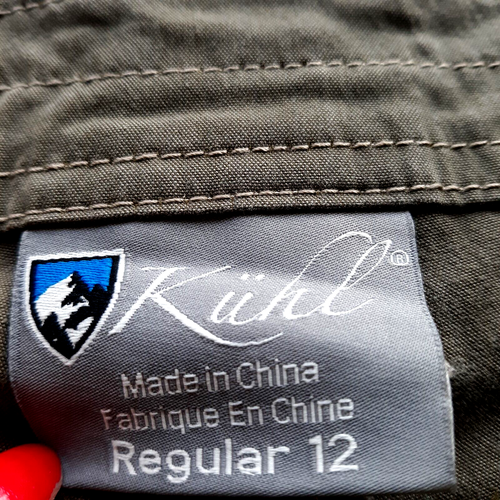 Kühl®
Made in China
Fabrique En Chine
Regular 12